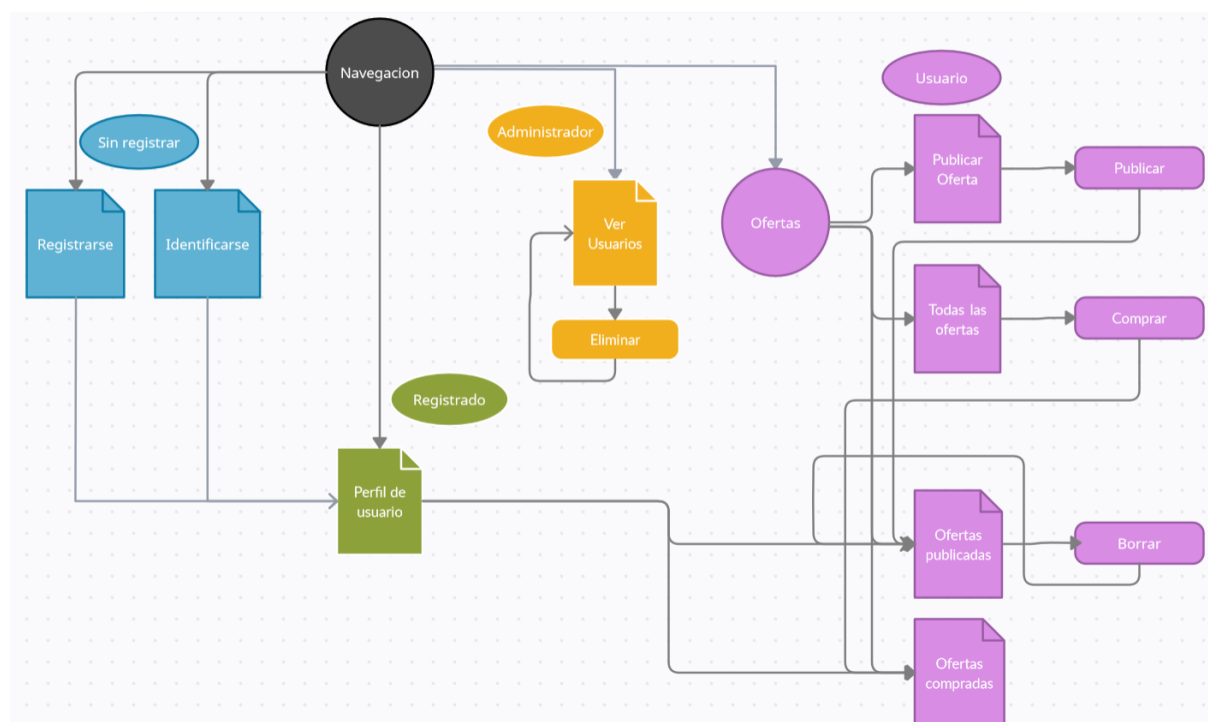 Navegacion
Usuario
Sin registrar
Administrador
Publicar
Oferta
Publicar
Registrarse
Identificarse
Ver
Usuarios
Ofertas
Todas las
ofertas
Comprar
Eliminar
Registrado
Perfil de
usuario
Ofertas
publicadas
Borrar
Ofertas
compradas